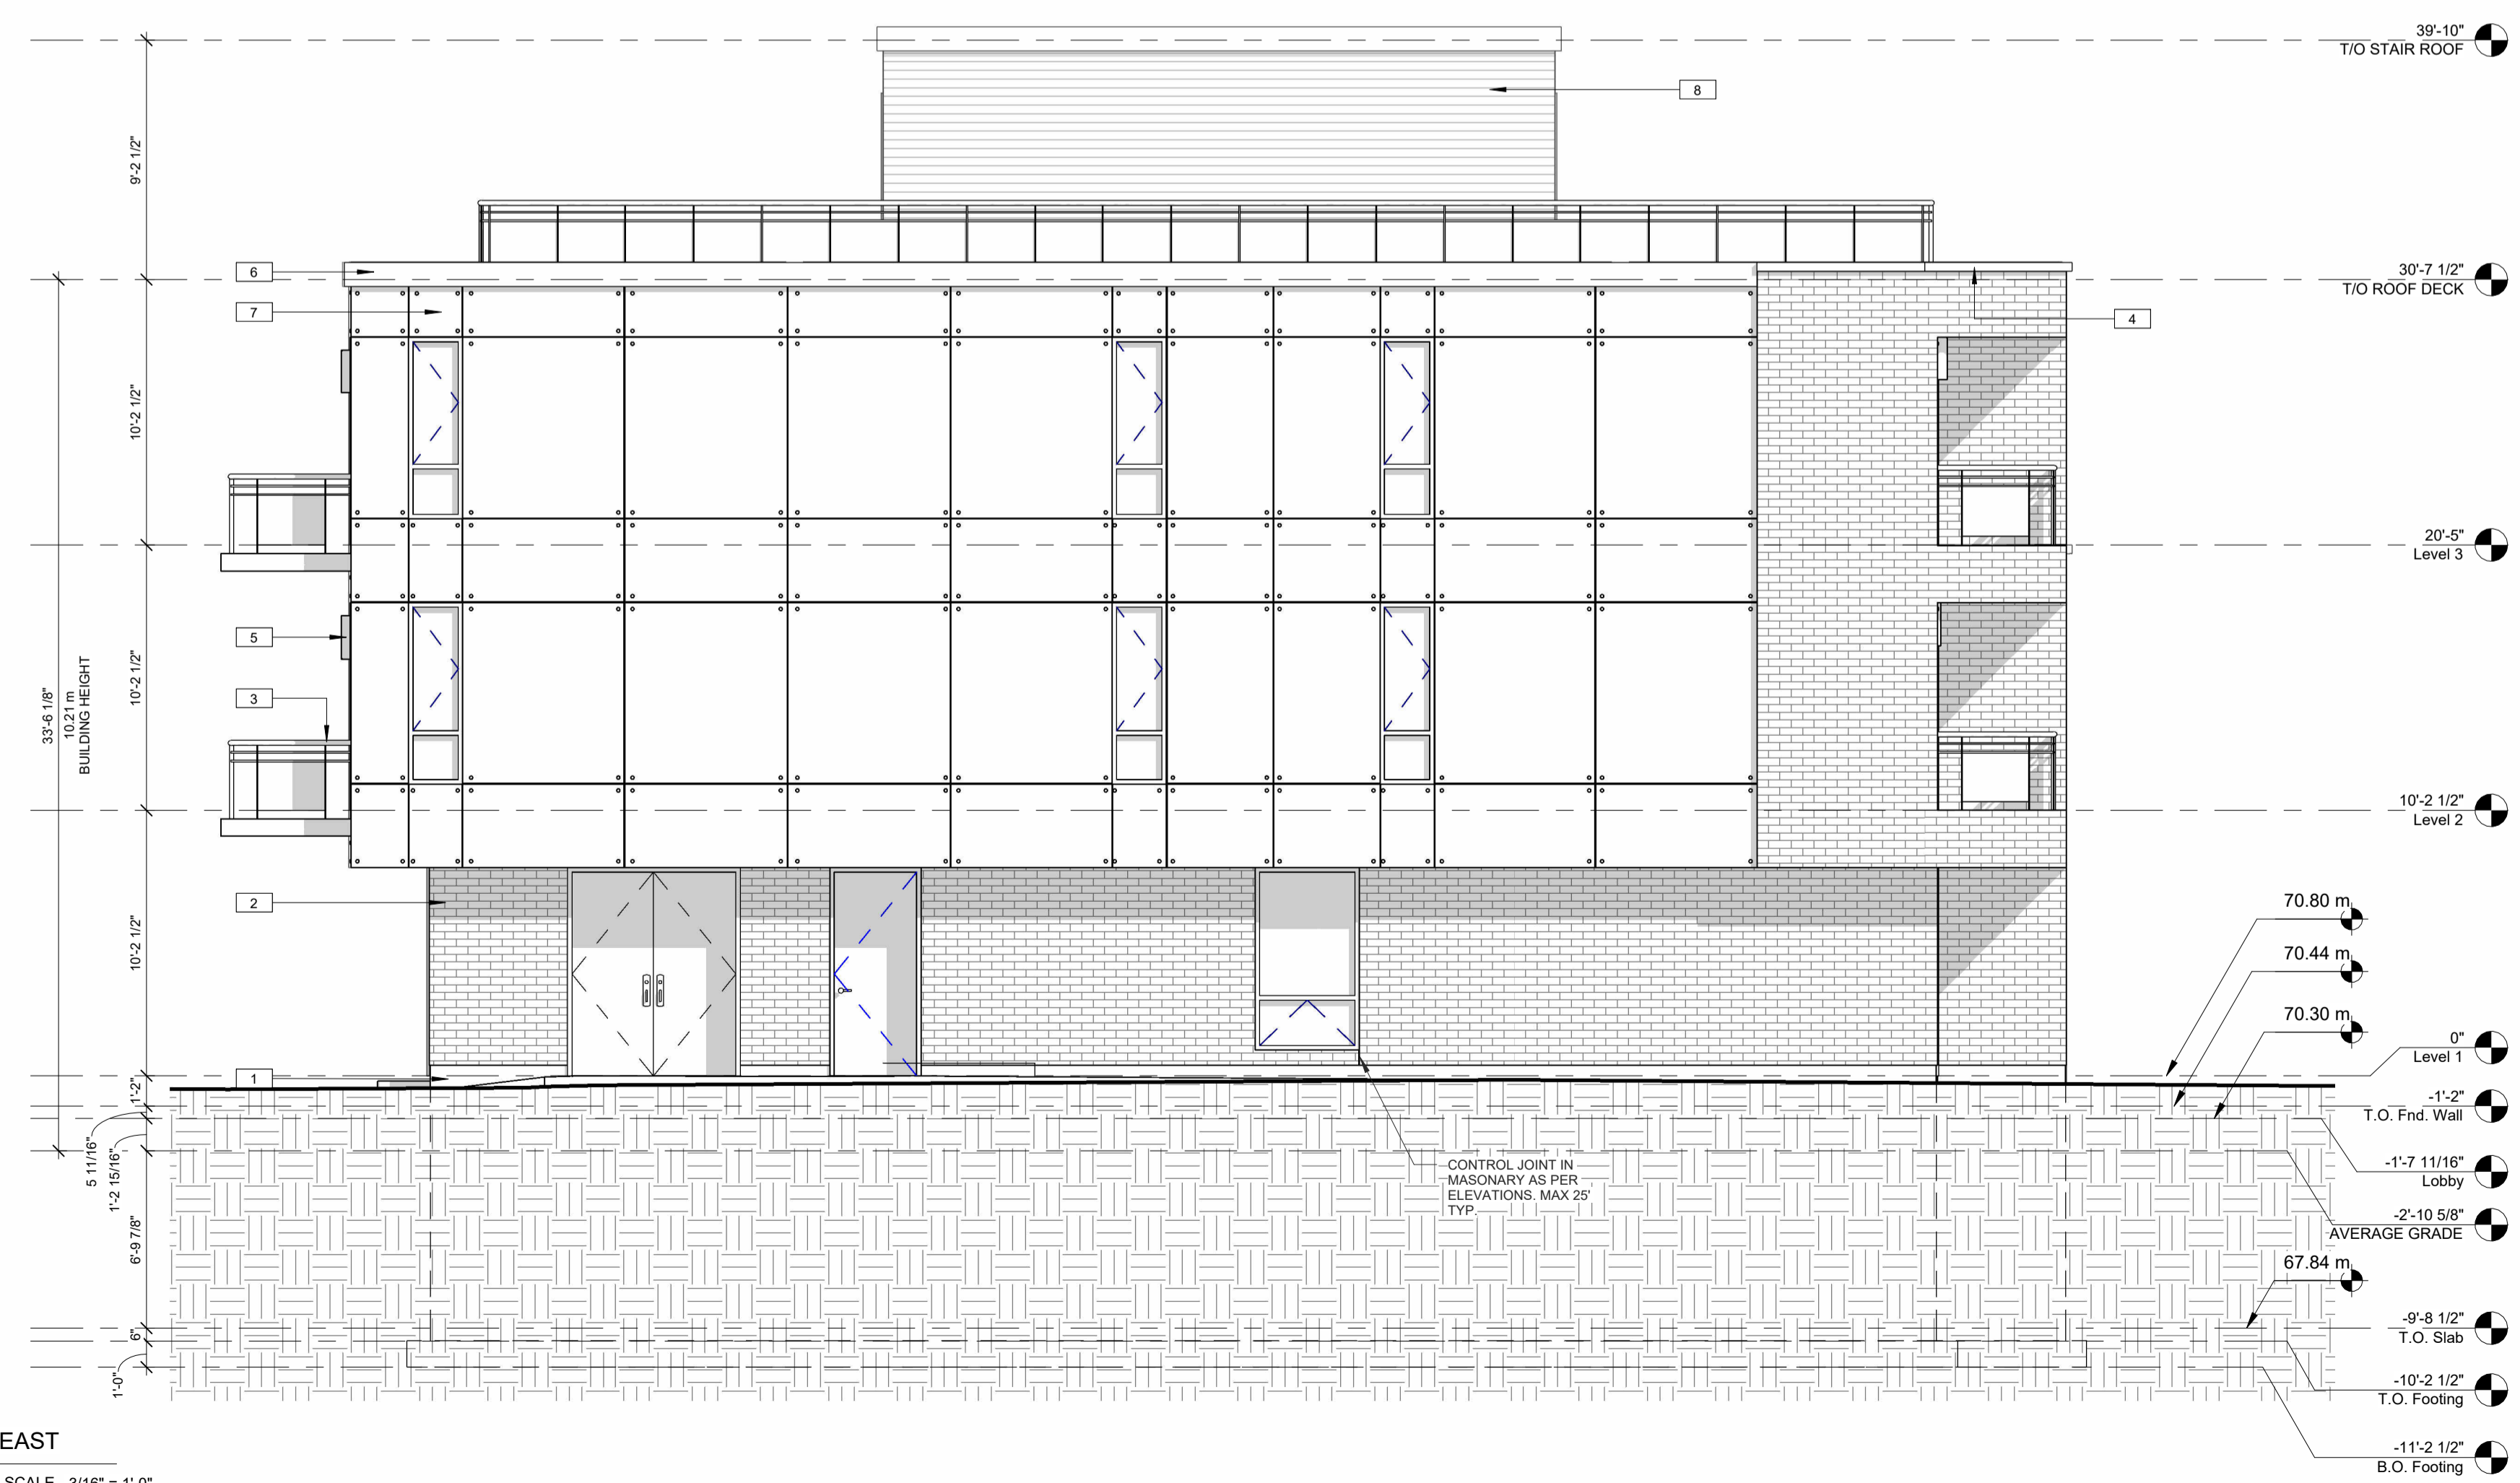 39'-10"
T/O STAIR ROOF
8
9'-2 1/2"
6
30'-7 1/2"
T/O ROOF DECK
7
4
10'-2 1/2"
20'-5"
Level 3
5
10'-2 1/2"
33'-6 1/8"
10.21 m
BUILDING HEIGHT
3
10'-2 1/2"
Level 2
2
10'-2 1/2"
70.80 m
70.44 m
70.30 m
0"
Level 1
1
1'-2"
-1'-2"
T.O. Fnd. Wall
5 11/16"
1'-2 15/16"
CONTROL JOINT IN
MASONARY AS PER
ELEVATIONS. MAX 25'
TYP.
-1'-7 11/16"
Lobby
-2'-10 5/8"
AVERAGE GRADE
6'-9 7/8"
67.84 m
6"
-9'-8 1/2"
T.O. Slab
1'-0"
-10'-2 1/2"
T.O. Footing
EAST
-11'-2 1/2"
B.O. Footing
SCALE 3/16" = 1'-0"